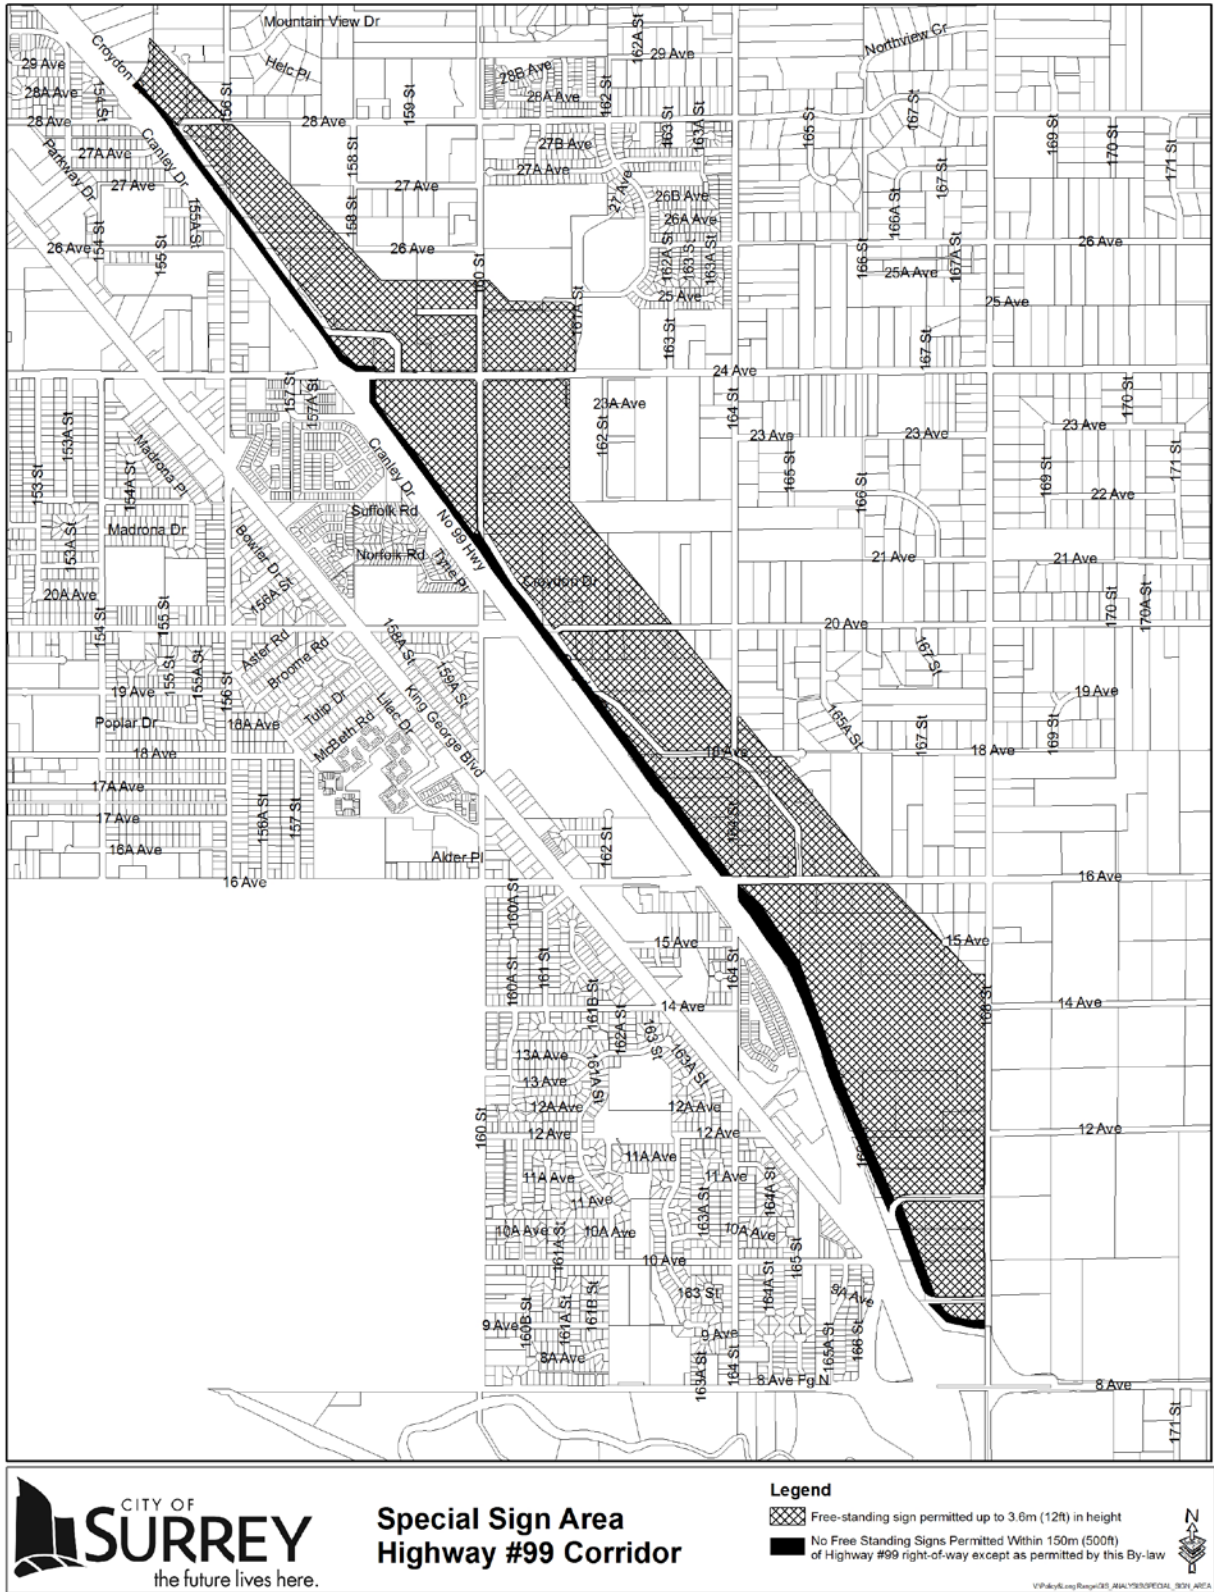 Mountain View Dr
162A St
Northview Cr
Croydon
29 Ave
29 Ave
Helc Pl
28B Ave
28A Ave
154 St
156 St
159 St
28A Ave
162 St
163 St
163A St
165 St
167 St
169 St
170 St
171 St
28 Ave
28 Ave
Cranley Dr
Parkway Dr
27A Ave
158 St
27B Ave
27A Ave
27 Ave
27 Ave
27 Ave
167 St
155A St
158 St
26B Ave
26A Ave
166A St
154 St
26 Ave
155 St
26 Ave
162A St
163 St
163A St
166 St
167A St
26 Ave
160 St
25A Ave
25 Ave
25 Ave
161A St
163 St
167 St
24 Ave
157 St
157A St
23A Ave
164 St
170 St
153A St
162 St
23 Ave
23 Ave
23 Ave
Madrona Pl
Cranley Dr
153 St
154A St
165 St
166 St
169 St
171 St
22 Ave
Suffolk Rd
No 99 Hwy
Madrona Dr
153A St
Bowler Dr
Norfolk Rd
Tyne Pl
21 Ave
21 Ave
Croydon Dr
20A Ave
156A St
170 St
170A St
154 St
155 St
158A St
20 Ave
Aster Rd
Broome Rd
167 St
155 St
155A St
156 St
159A St
19 Ave
19 Ave
Tulip Dr
Lilac Dr
King George Blvd
Poplar Dr
18A Ave
McBeth Rd
165A St
167 St
169 St
18 Ave
18 Ave
18 Ave
17A Ave
156A St
157 St
164 St
17 Ave
16A Ave
162 St
Alder Pl
16 Ave
16 Ave
160A St
15 Ave
15 Ave
160A St
161 St
164 St
161B St
14 Ave
168 St
14 Ave
162A St
163 St
163A St
13A Ave
161A St
13 Ave
12A Ave
12A Ave
160 St
12 Ave
12 Ave
12 Ave
11A Ave
11A Ave
11 Ave
164A St
11 Ave
163A St
10A Ave
161A St
10A Ave
10A Ave
165 St
10 Ave
164A St
163 St
9A Ave
160B St
161A St
161B St
9 Ave
9 Ave
165A St
166 St
8A Ave
163A St
164 St
8 Ave Fg N
8 Ave
171 St
CITY OF
SURREY
the future lives here.
Special Sign Area
Highway #99 Corridor
Legend
Free-standing sign permitted up to 3.6m (12ft) in height
No Free Standing Signs Permitted Within 150m (500ft)
of Highway #99 right-of-way except as permitted by this By-law
N